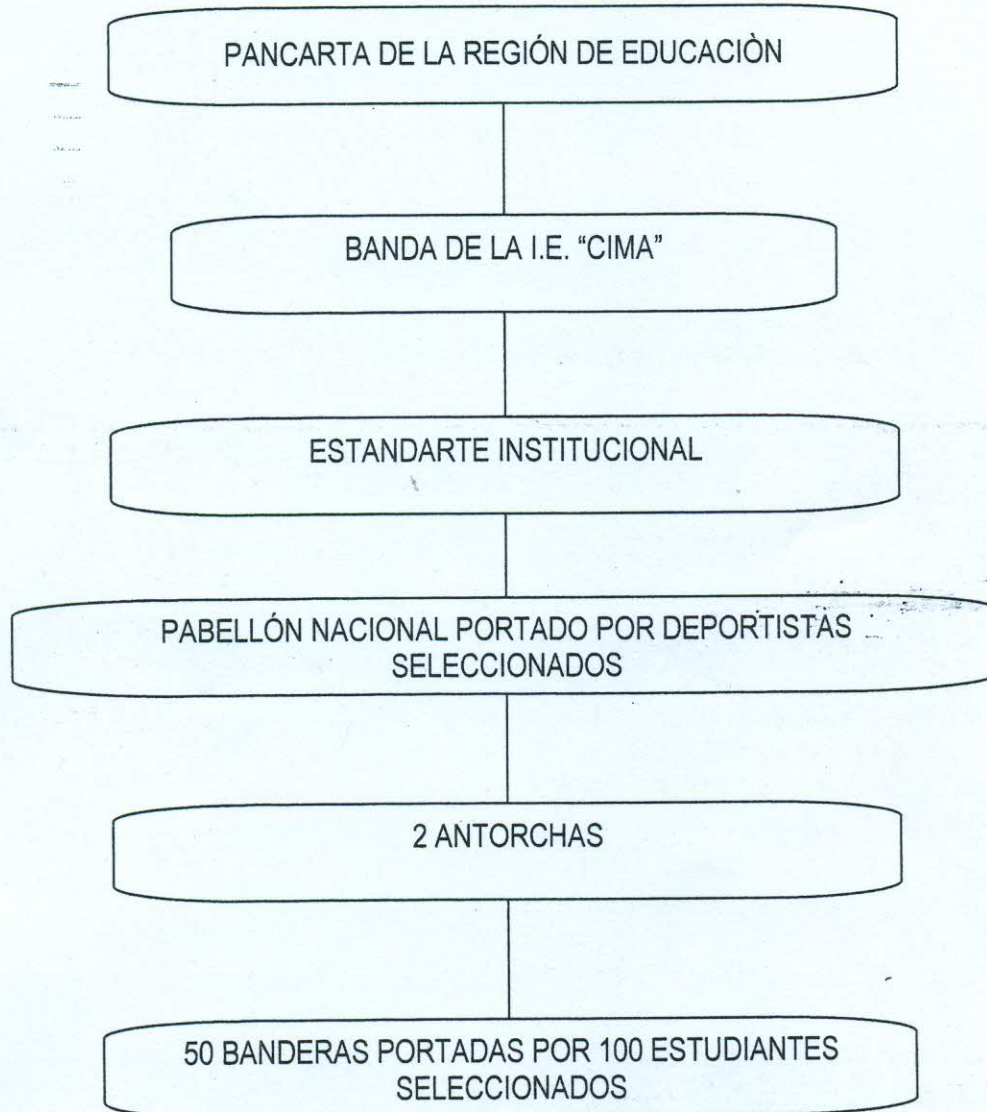 PANCARTA DE LA REGIÓN DE EDUCACIÒN
BANDA DE LA I.E. “CIMA”
ESTANDARTE INSTITUCIONAL
PABELLÓN NACIONAL PORTADO POR DEPORTISTAS
SELECCIONADOS
2 ANTORCHAS
50 BANDERAS PORTADAS POR 100 ESTUDIANTES
SELECCIONADOS